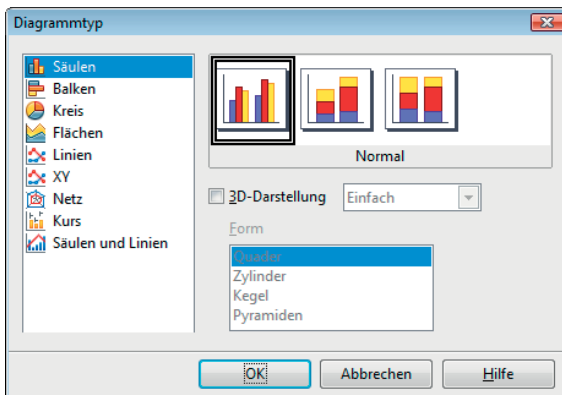 Diagrammtyp
Säulen
Balken
Kreis
Flächen
Linien
XY
Netz
Kurs
Säulen und Linien
Normal
3D-Darstellung
Einfach
Form
Quader
Zylinder
Kegel
Pyramiden
OK
Abbrechen
Hilfe